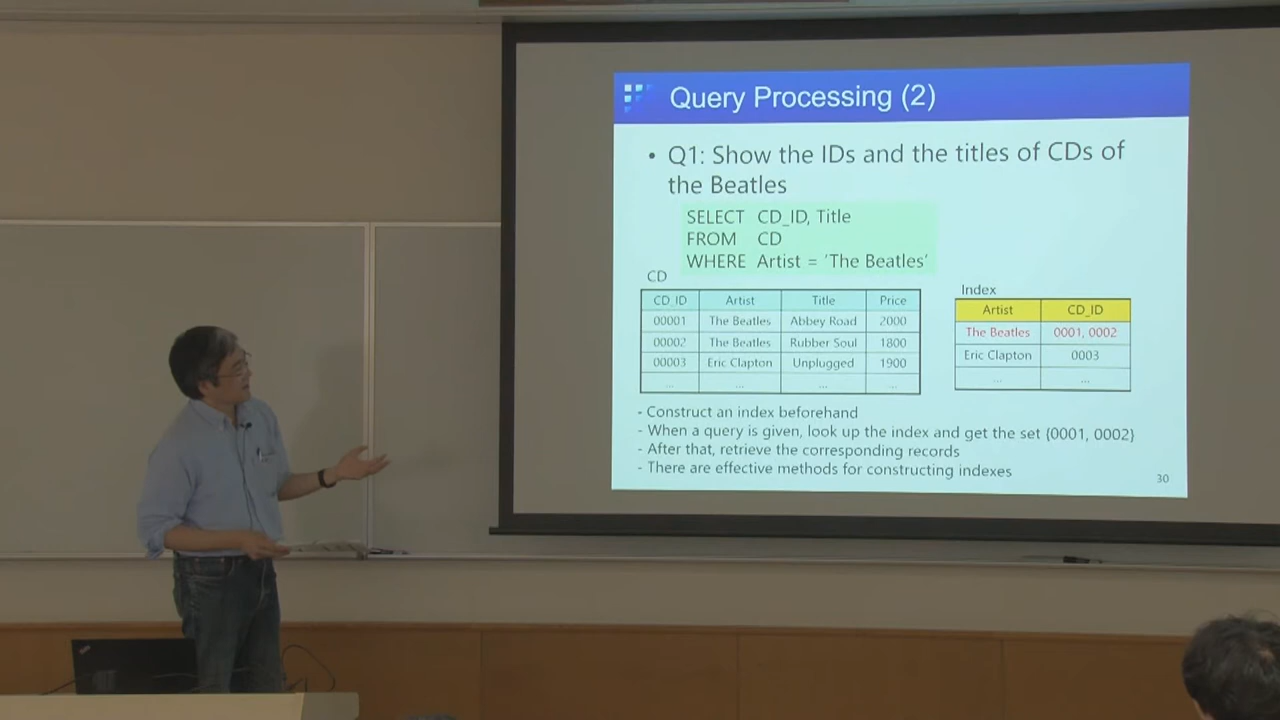 Query Processing (2)
• Q1: Show the IDs and the titles of CDs of
the Beatles
SELECT CD_ID, Title
FROM CD
WHERE Artist = 'The Beatles'
CD
CD_ID Artist Title Price
00001 The Beatles Abbey Road 2000
00002 The Beatles Rubber Soul 1800
00003 Eric Clapton Unplugged 1900
... ... ... ...
Index
Artist CD_ID
The Beatles 0001, 0002
Eric Clapton 0003
... ...
- Construct an index beforehand
- When a query is given, look up the index and get the set {0001, 0002}
- After that, retrieve the corresponding records
- There are effective methods for constructing indexes
30